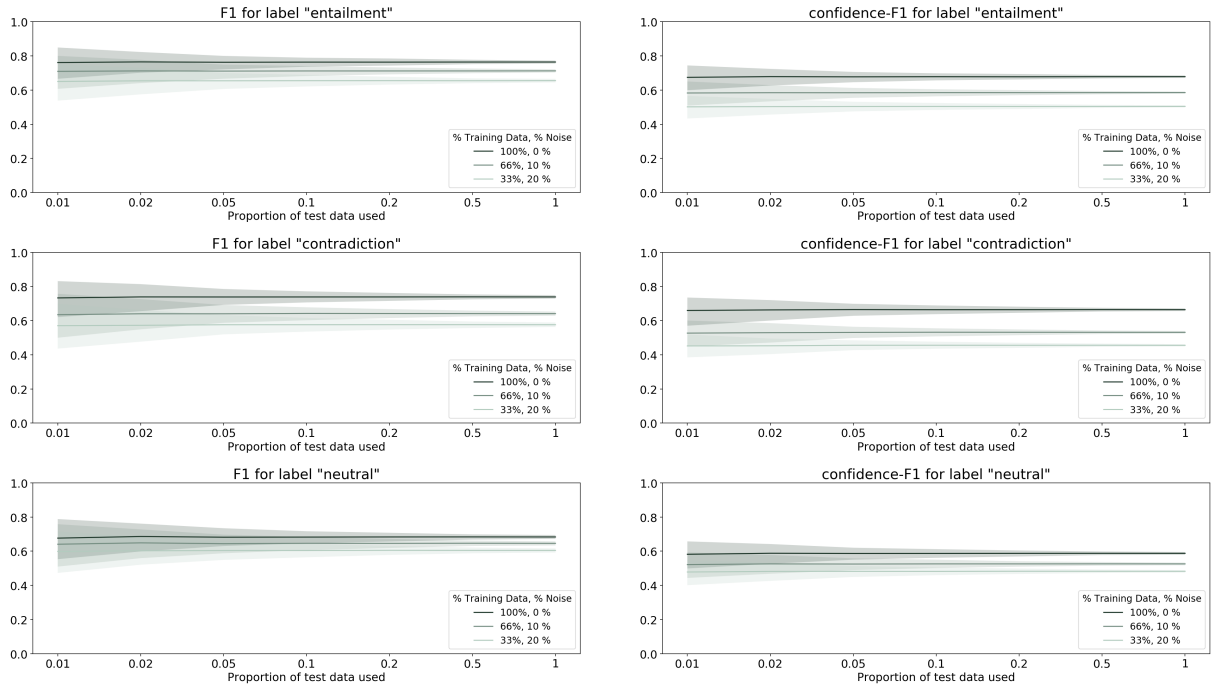 F1 for label "entailment"
1.0
0.8
0.6
0.4
0.2
0.0
% Training Data, % Noise
100%, 0 %
66%, 10 %
33%, 20 %
0.01 0.02 0.05 0.1 0.2 0.5 1
Proportion of test data used
confidence-F1 for label "entailment"
1.0
0.8
0.6
0.4
0.2
0.0
% Training Data, % Noise
100%, 0 %
66%, 10 %
33%, 20 %
0.01 0.02 0.05 0.1 0.2 0.5 1
Proportion of test data used
F1 for label "contradiction"
1.0
0.8
0.6
0.4
0.2
0.0
% Training Data, % Noise
100%, 0 %
66%, 10 %
33%, 20 %
0.01 0.02 0.05 0.1 0.2 0.5 1
Proportion of test data used
confidence-F1 for label "contradiction"
1.0
0.8
0.6
0.4
0.2
0.0
% Training Data, % Noise
100%, 0 %
66%, 10 %
33%, 20 %
0.01 0.02 0.05 0.1 0.2 0.5 1
Proportion of test data used
F1 for label "neutral"
1.0
0.8
0.6
0.4
0.2
0.0
% Training Data, % Noise
100%, 0 %
66%, 10 %
33%, 20 %
0.01 0.02 0.05 0.1 0.2 0.5 1
Proportion of test data used
confidence-F1 for label "neutral"
1.0
0.8
0.6
0.4
0.2
0.0
% Training Data, % Noise
100%, 0 %
66%, 10 %
33%, 20 %
0.01 0.02 0.05 0.1 0.2 0.5 1
Proportion of test data used